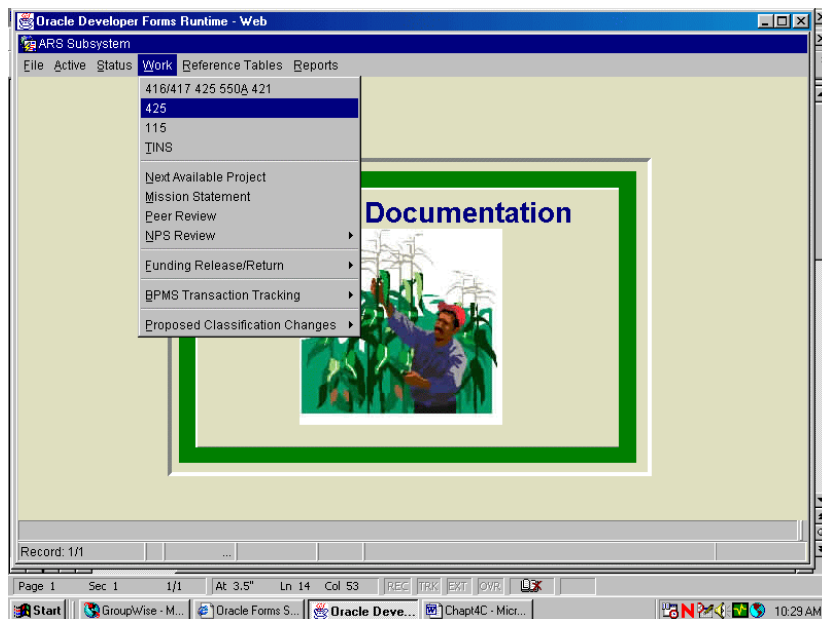 Oracle Developer Forms Runtime - Web
ARS Subsystem
File Active Status Work Reference Tables Reports
416/417 425 550A 421
425
115
TINS
Next Available Project
Mission Statement
Peer Review
NPS Review
Funding Release/Return
BPMS Transaction Tracking
Proposed Classification Changes
Documentation
Record: 1/1 ...
Page 1 Sec 1 1/1 At 3.5" Ln 14 Col 53 REC TRK EXT OVR
Start GroupWise - M... Oracle Forms S... Oracle Deve... Chapt4C - Micr... 10:29 AM